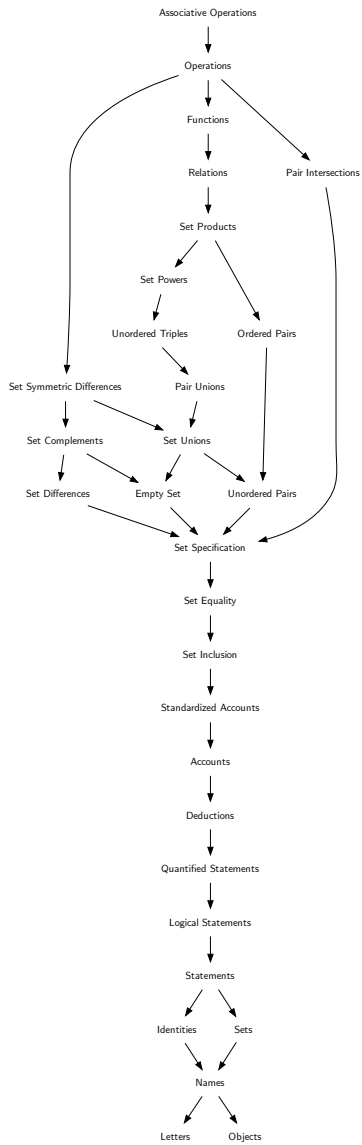 Associative Operations
Operations
Functions
Relations
Pair Intersections
Set Products
Set Powers
Unordered Triples
Ordered Pairs
Set Symmetric Differences
Pair Unions
Set Complements
Set Unions
Set Differences
Empty Set
Unordered Pairs
Set Specification
Set Equality
Set Inclusion
Standardized Accounts
Accounts
Deductions
Quantified Statements
Logical Statements
Statements
Identities
Sets
Names
Letters
Objects